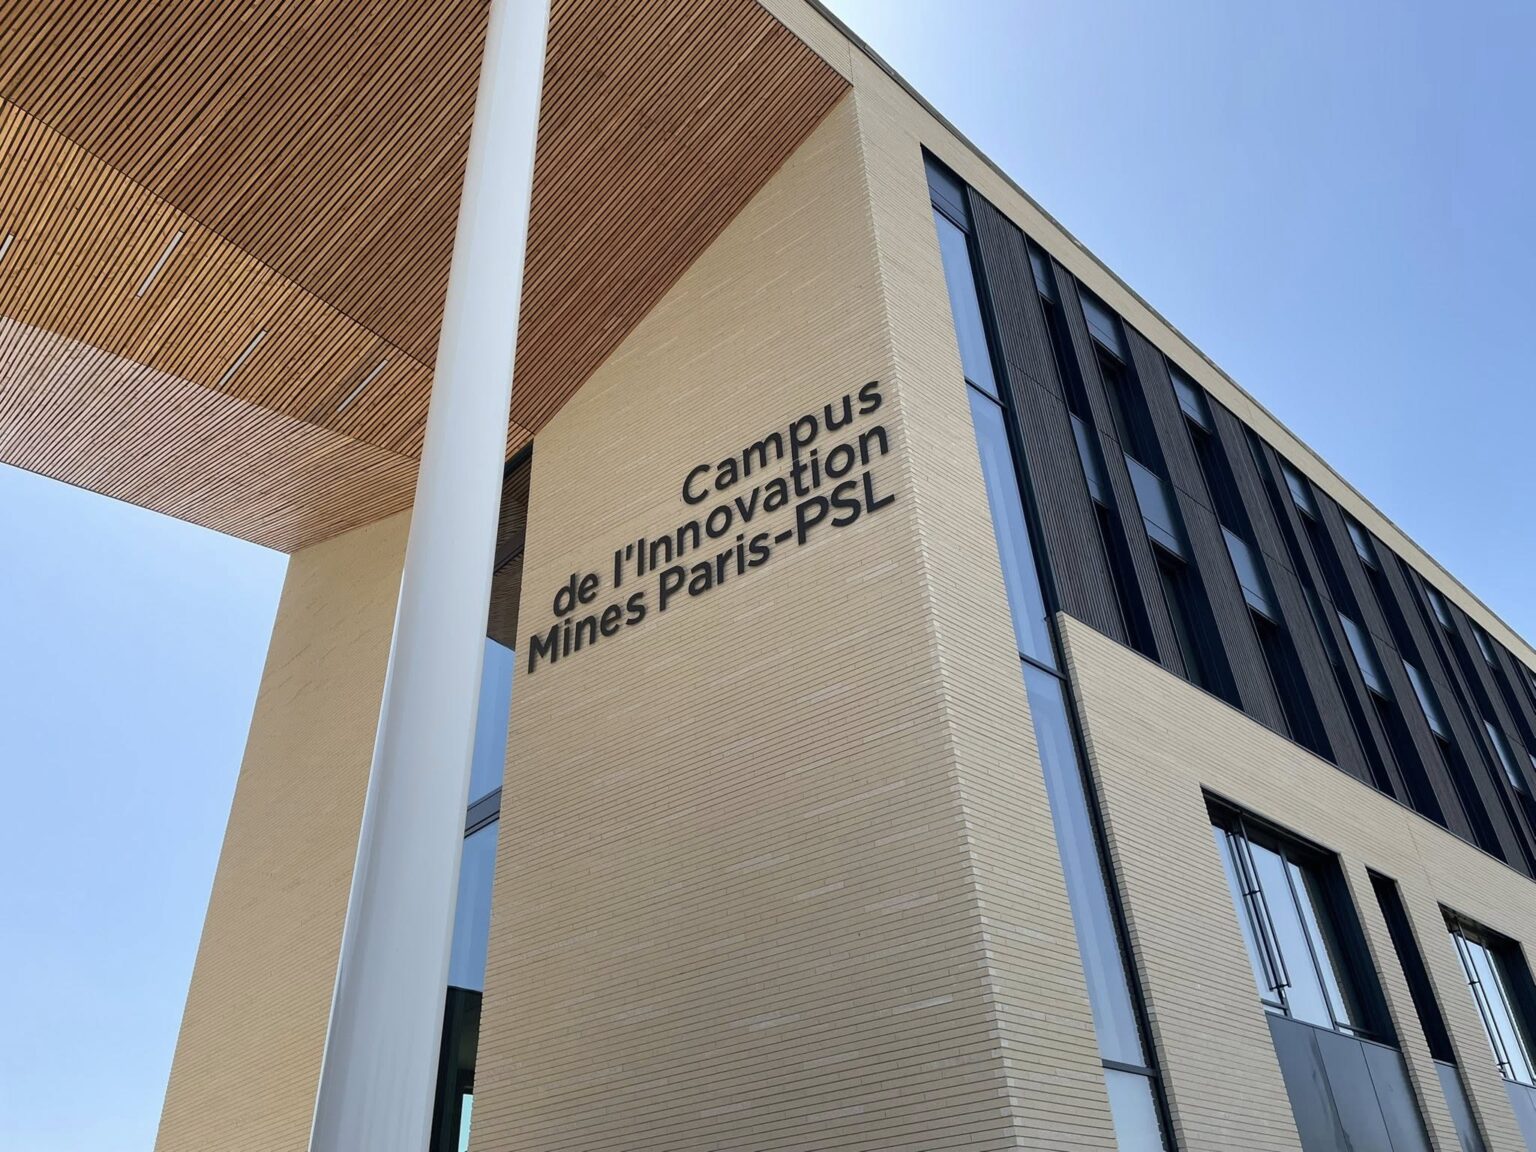 Campus
de l'Innovation
Mines Paris-PSL